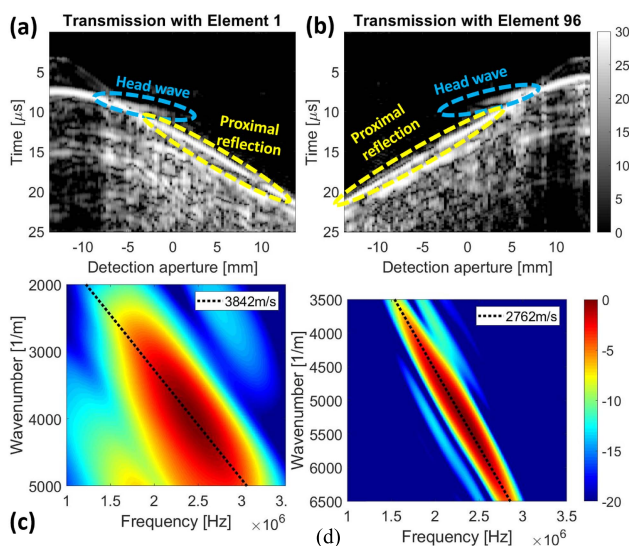 Transmission with Element 1
Transmission with Element 96
(a)
(b)
Head wave
Proximal
reflection
Head wave
Proximal
reflection
Time [μs]
Time [μs]
5
10
15
20
25
5
10
15
20
25
30
25
20
15
10
5
0
-10
-5
0
5
10
-10
-5
0
5
10
Detection aperture [mm]
Detection aperture [mm]
3842m/s
2762m/s
Wavenumber [1/m]
Wavenumber [1/m]
2000
3000
4000
5000
3500
4000
4500
5000
5500
6000
6500
0
-5
-10
-15
-20
1
1.5
2
2.5
3
3.
1
1.5
2
2.5
3
3.5
Frequency [Hz]
× 10⁶
Frequency [Hz]
× 10⁶
(c)
(d)